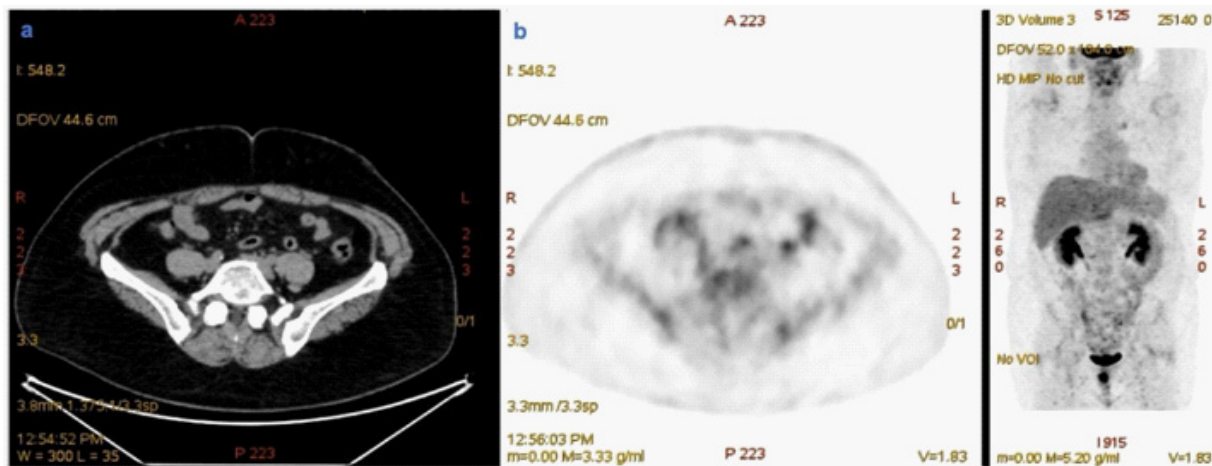 a
A 223
I: 548.2
DFOV 44.6 cm
R
L
2
2
3
2
2
3
3.3
0/1
3.8mm 1.375:1/3.3sp
12:54:52 PM
W = 300 L = 35
P 223
b
A 223
I: 548.2
DFOV 44.6 cm
R
L
2
2
3
2
2
3
3.3
0/1
3.3mm /3.3sp
12:56:03 PM
m=0.00 M=3.33 g/ml
P 223
V=1.83
3D Volume 3
S 125
25140 0
DFOV 52.0 x
cm
HD MIP No cut
R
L
2
6
0
2
6
0
No VOI
I 915
m=0.00 M=5.20 g/ml
V=1.83